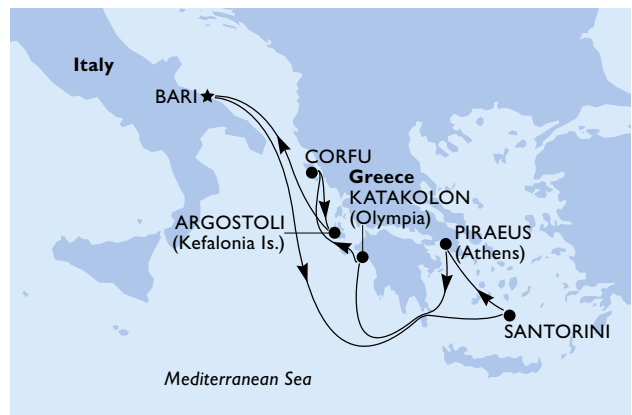 Italy
BARI
CORFU
Greece
KATAKOLON
(Olympia)
ARGOSTOLI
(Kefalonia Is.)
PIRAEUS
(Athens)
SANTORINI
Mediterranean Sea